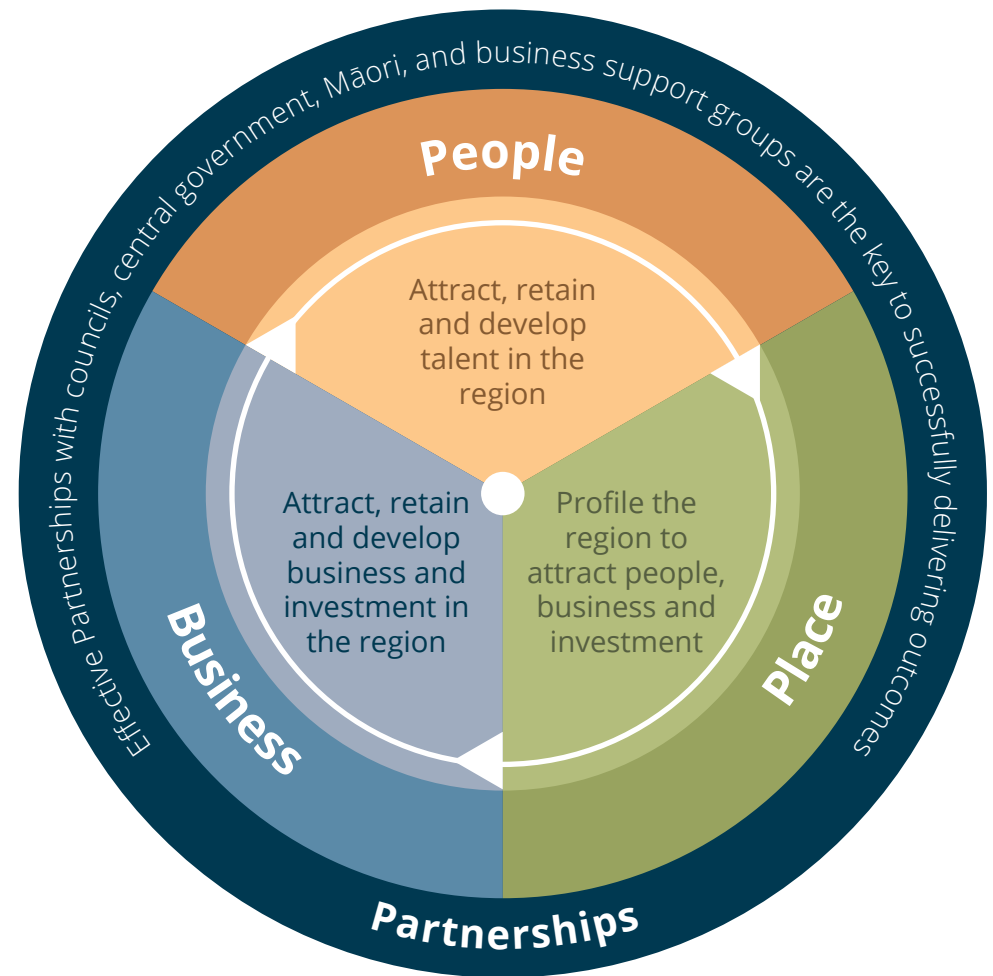 Effective Partnerships with councils, central government, Māori, and business support groups are the key to successfully delivering outcomes
People
Attract, retain
and develop
talent in the
region
Place
Profile the
region to
attract people,
business and
investment
Business
Attract, retain
and develop
business and
investment in
the region
Partnerships